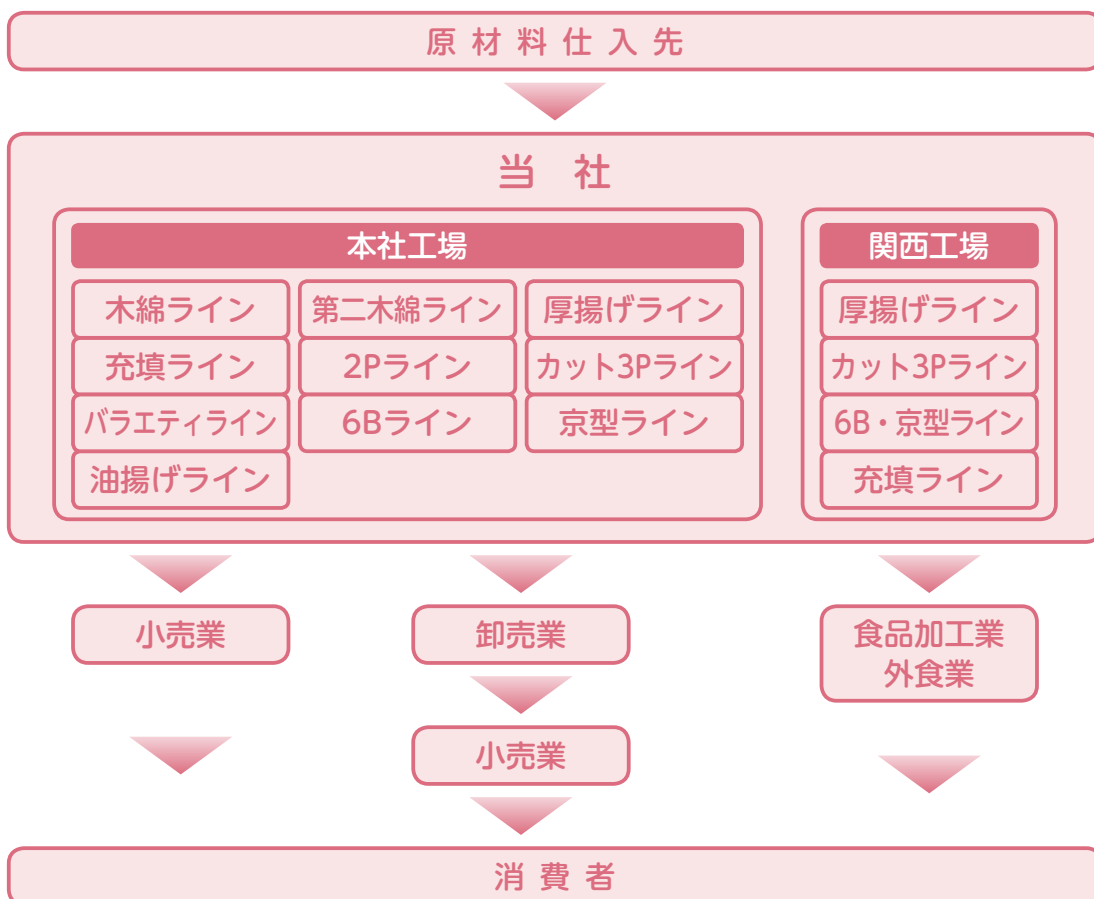 原材料仕入先
当社
本社工場
木綿ライン
第二木綿ライン
厚揚げライン
充填ライン
2Pライン
カット3Pライン
バラエティライン
6Bライン
京型ライン
油揚げライン
関西工場
厚揚げライン
カット3Pライン
6B・京型ライン
充填ライン
小売業
卸売業
小売業
食品加工業
外食業
消費者